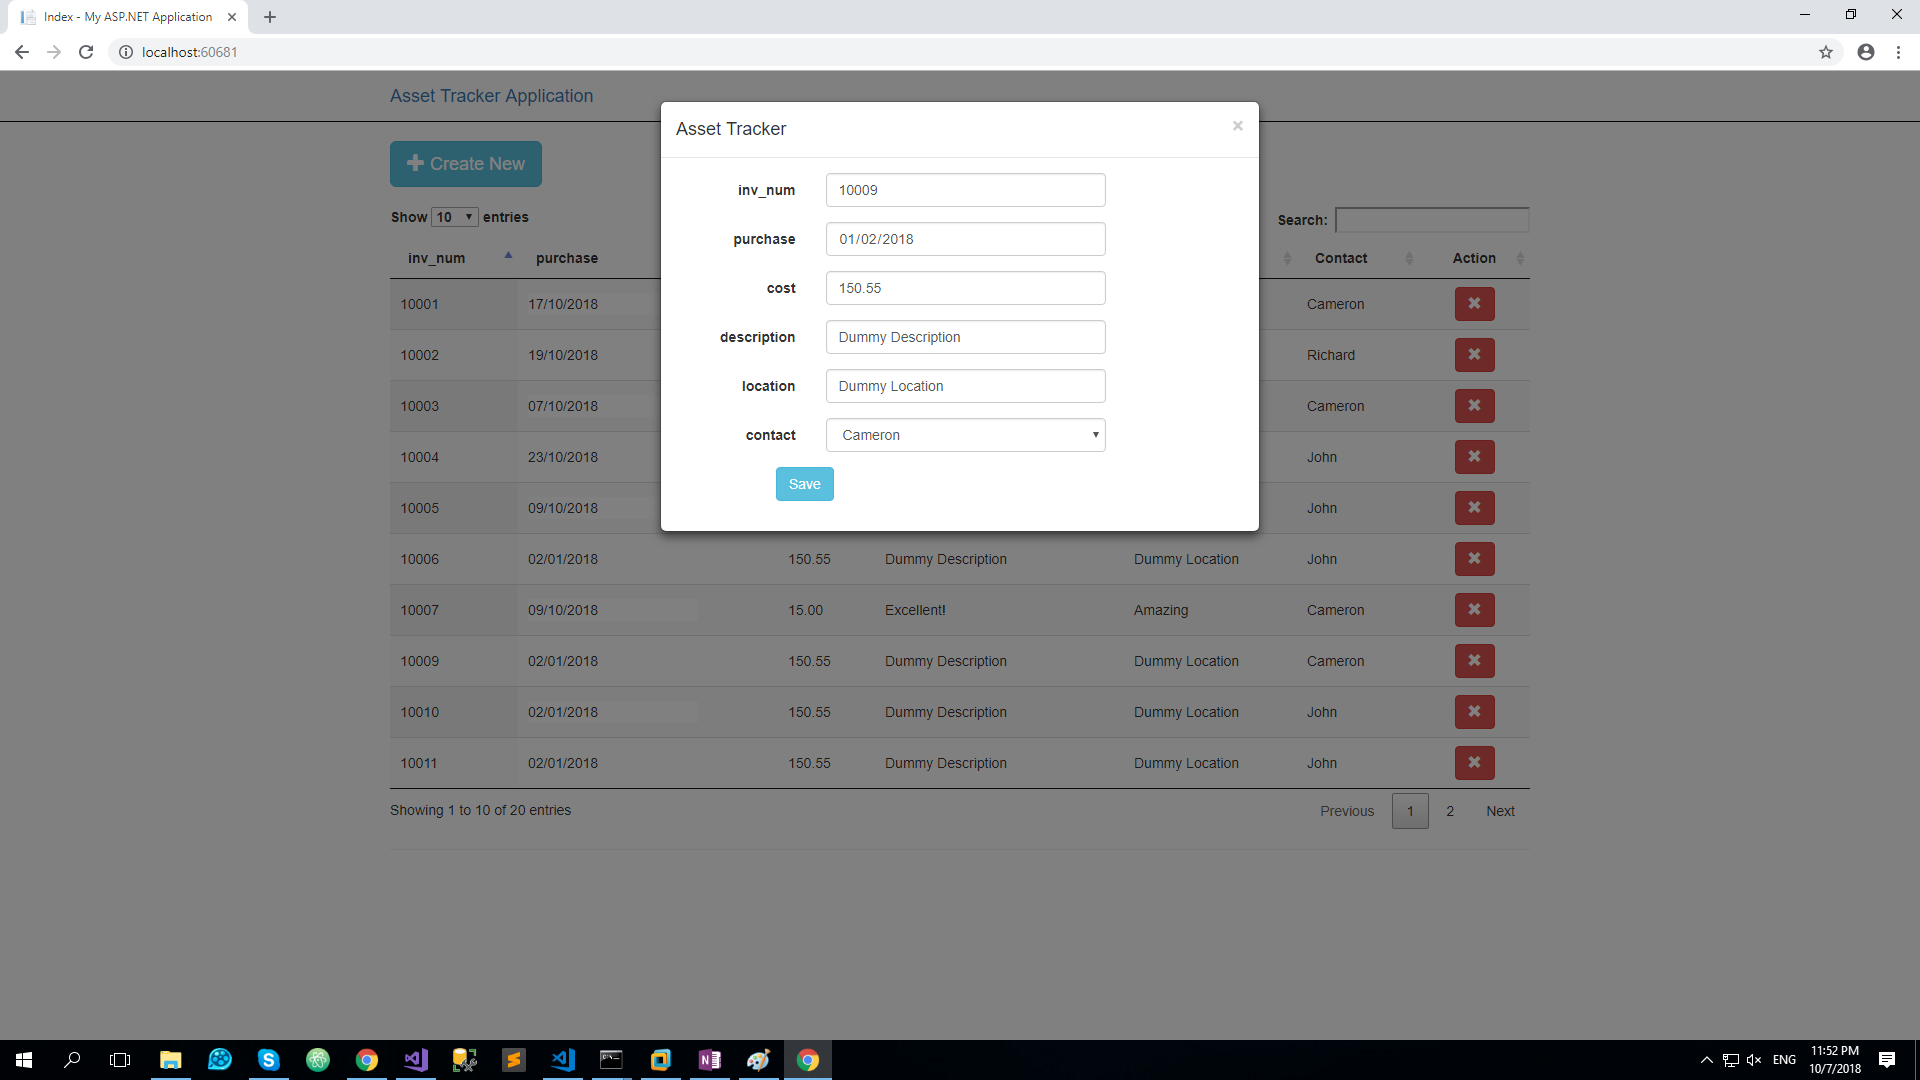 Index - My ASP.NET Application
localhost:60681
Asset Tracker Application
Create New
Show 10 entries
Search:
inv_num purchase Contact Action
10001 17/10/2018 Cameron
10002 19/10/2018 Richard
10003 07/10/2018 Cameron
10004 23/10/2018 John
10005 09/10/2018 John
10006 02/01/2018 150.55 Dummy Description Dummy Location John
10007 09/10/2018 15.00 Excellent! Amazing Cameron
10009 02/01/2018 150.55 Dummy Description Dummy Location Cameron
10010 02/01/2018 150.55 Dummy Description Dummy Location John
10011 02/01/2018 150.55 Dummy Description Dummy Location John
Showing 1 to 10 of 20 entries
Previous 1 2 Next
Asset Tracker ×
inv_num 10009
purchase 01/02/2018
cost 150.55
description Dummy Description
location Dummy Location
contact Cameron
Save
ENG
11:52 PM
10/7/2018